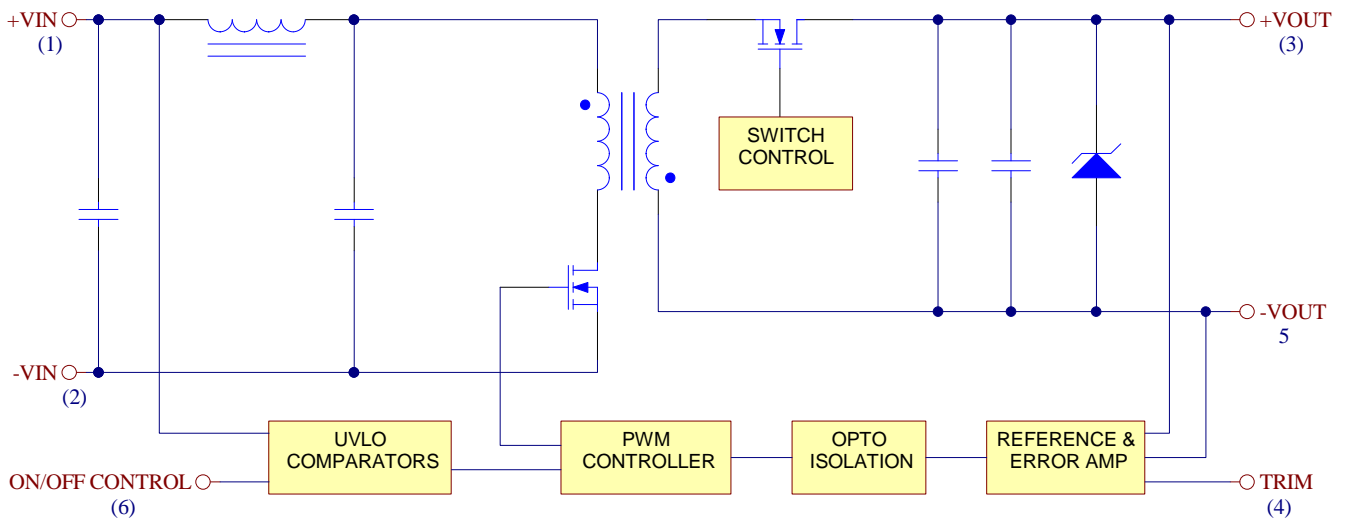 +VIN
(1)
+VOUT
(3)
SWITCH
CONTROL
-VOUT
5
-VIN
(2)
UVLO
COMPARATORS
PWM
CONTROLLER
OPTO
ISOLATION
REFERENCE &
ERROR AMP
ON/OFF CONTROL
(6)
TRIM
(4)